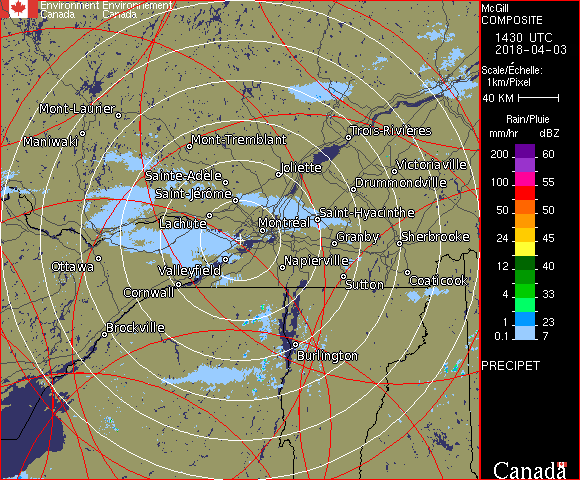 Environment Environnement
Canada Canada
McGill
COMPOSITE
1430 UTC
2018-04-03
Scale/Échelle:
1km/Pixel
40 KM
Rain/Pluie
mm/hr dBZ
200 60
100 55
50 50
24 45
12 40
4 33
1 23
0.1 7
PRECIPET
Canada
Mont-Laurier
Maniwaki
Mont-Tremblant
Trois-Rivières
Joliette
Victoriaville
Sainte-Adèle
Drummondville
Saint-Jérôme
Lachute
Saint-Hyacinthe
Montréal
Granby
Sherbrooke
Ottawa
Valleyfield
Napierville
Cornwall
Sutton
Coaticook
Brockville
Burlington